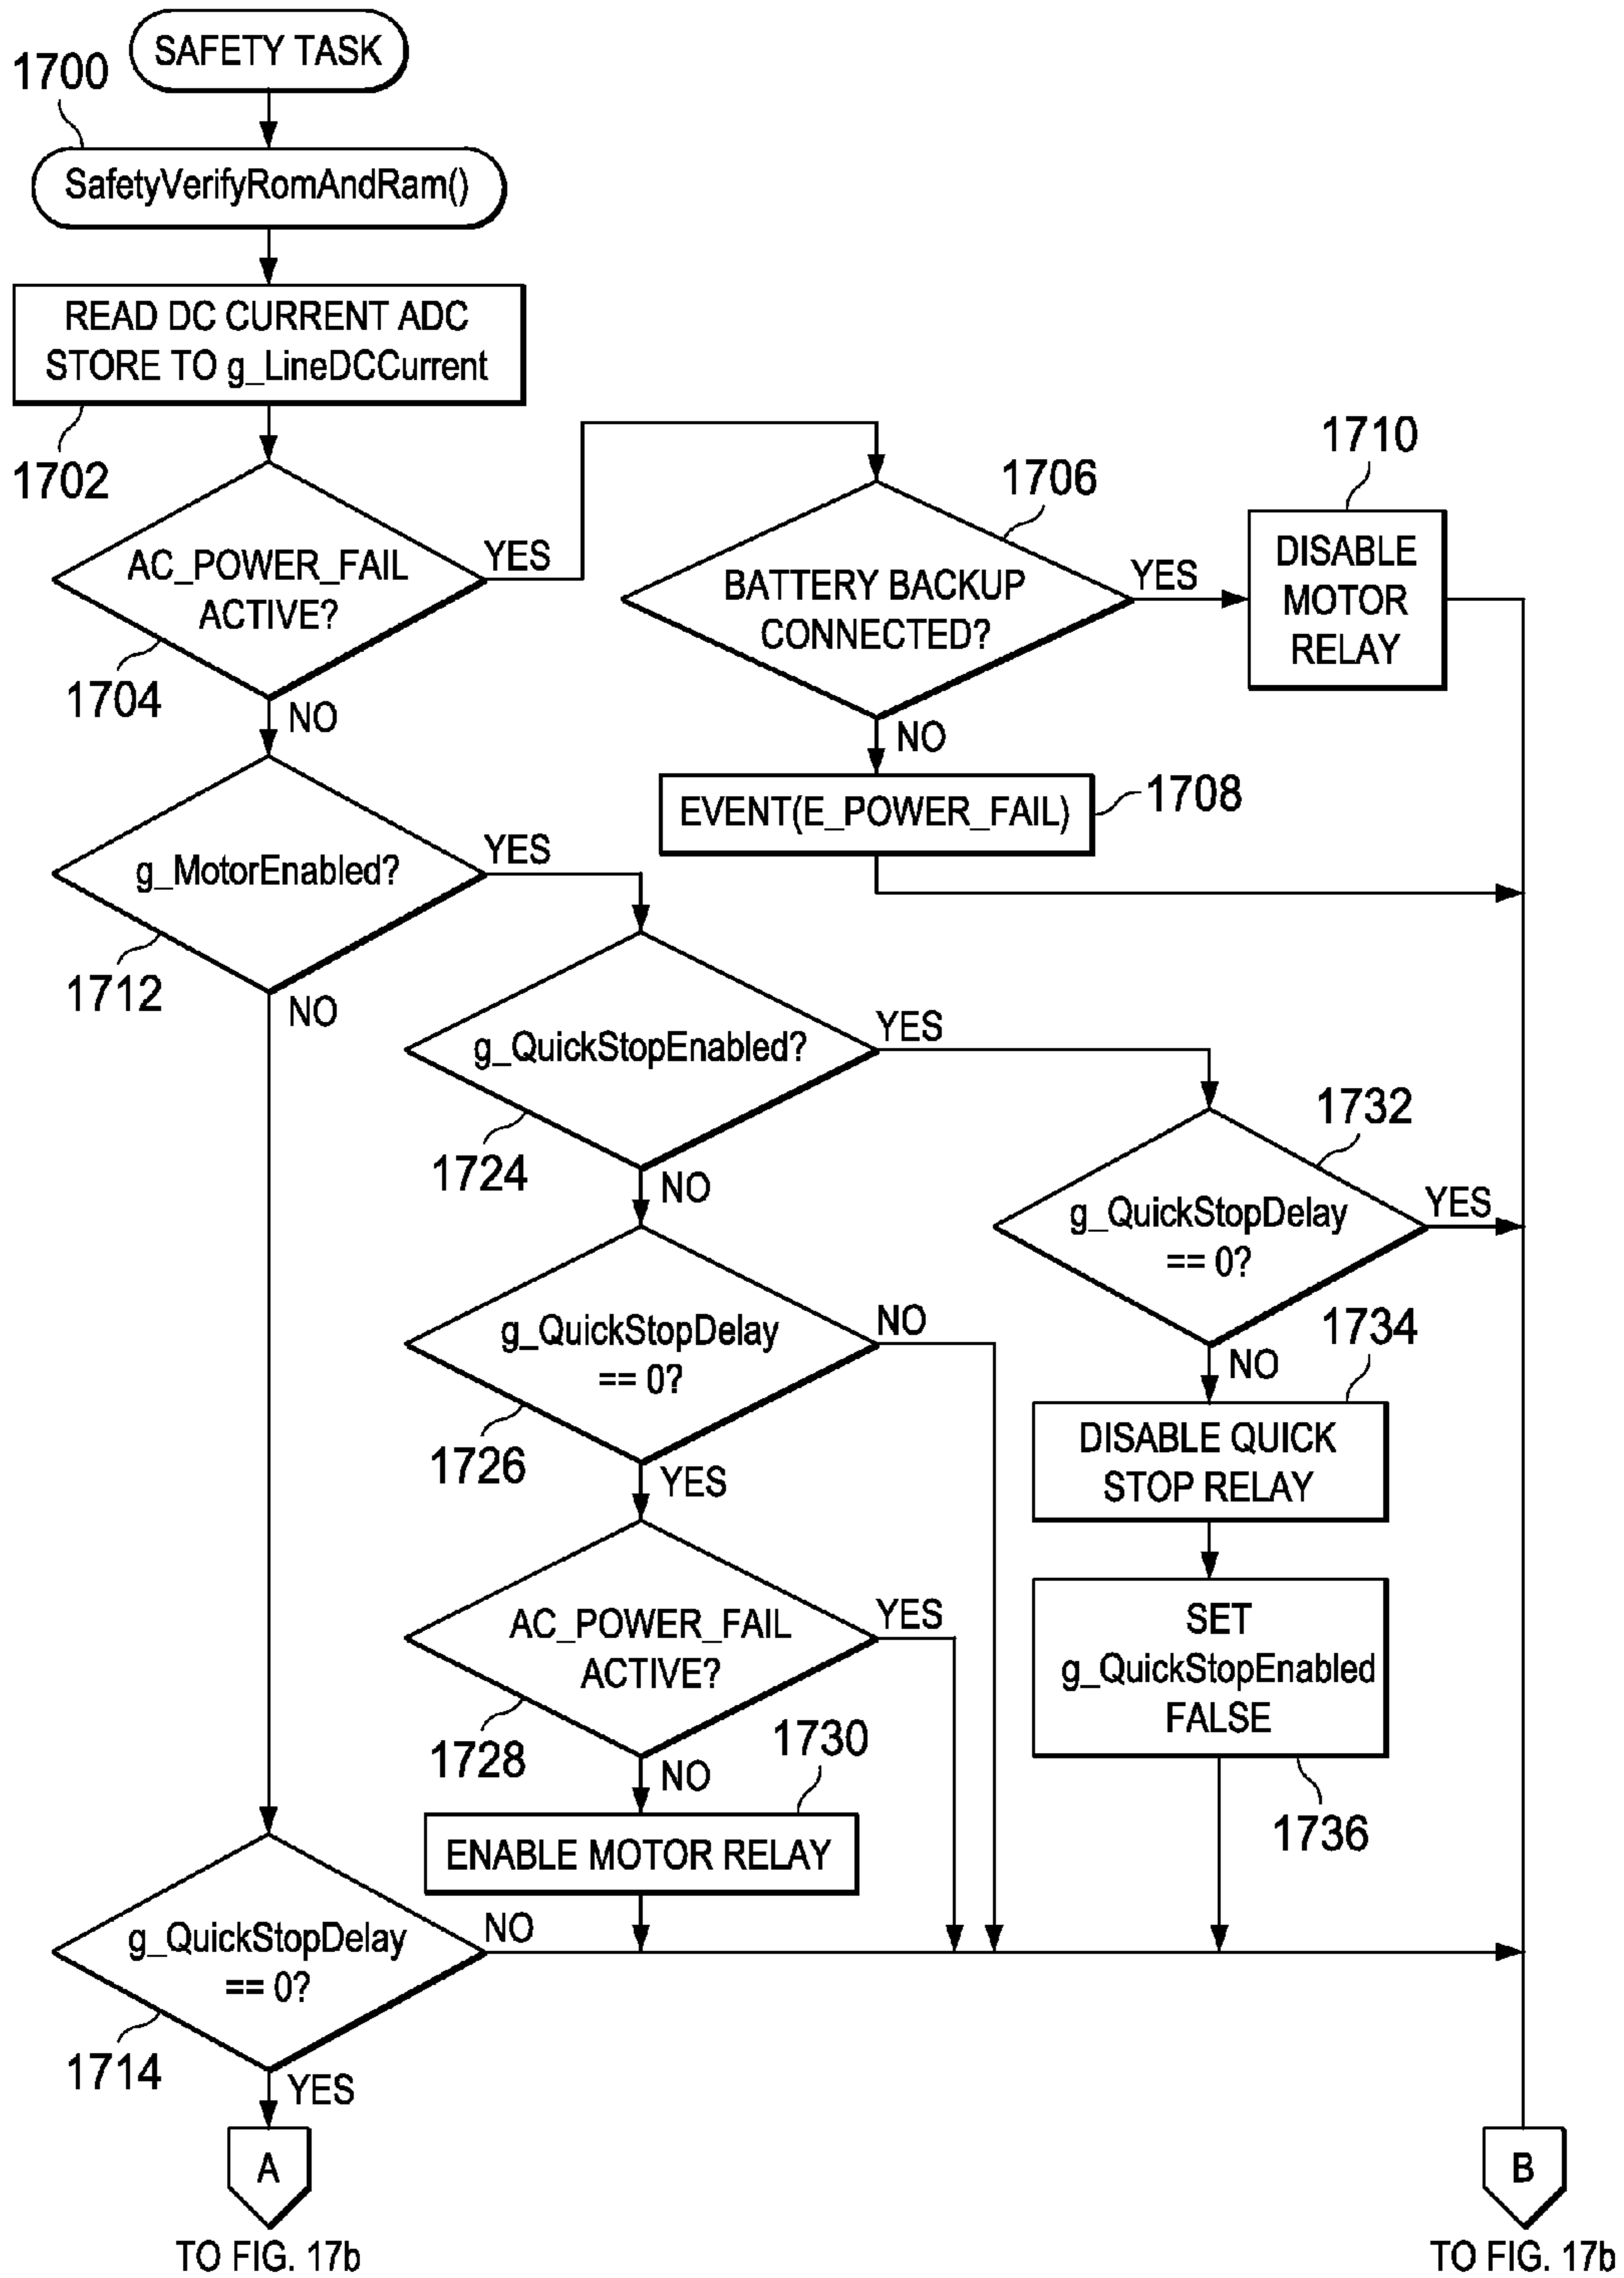 SAFETY TASK
1700
SafetyVerifyRomAndRam()
READ DC CURRENT ADC
STORE TO g_LineDCCurrent
1702
AC_POWER_FAIL
ACTIVE?
YES
1704
NO
1706
BATTERY BACKUP
CONNECTED?
YES
NO
1710
DISABLE
MOTOR
RELAY
EVENT(E_POWER_FAIL)
1708
g_MotorEnabled?
YES
1712
NO
g_QuickStopEnabled?
YES
1724
NO
1732
g_QuickStopDelay
== 0?
YES
NO
g_QuickStopDelay
== 0?
NO
1726
YES
1734
DISABLE QUICK
STOP RELAY
AC_POWER_FAIL
ACTIVE?
YES
1728
NO
SET
g_QuickStopEnabled
FALSE
1736
1730
ENABLE MOTOR RELAY
g_QuickStopDelay
== 0?
NO
1714
YES
A
TO FIG. 17b
B
TO FIG. 17b